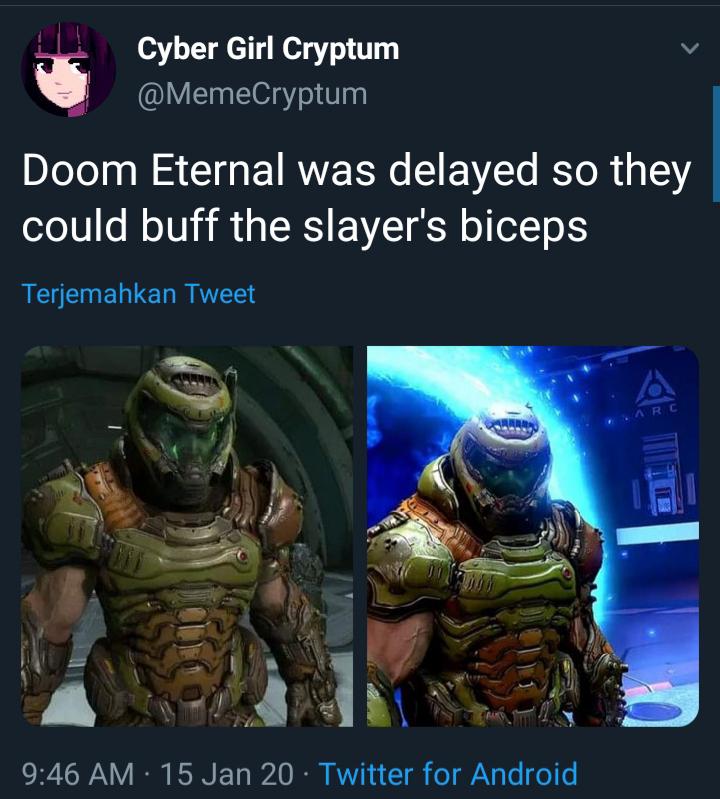 Cyber Girl Cryptum
@MemeCryptum
Doom Eternal was delayed so they
could buff the slayer's biceps
Terjemahkan Tweet
ARC
9:46 AM · 15 Jan 20 · Twitter for Android